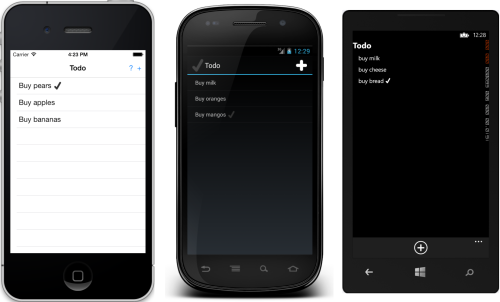 Carrier 4:23 PM
Todo ? +
Buy pears
Buy apples
Buy bananas
12:29
Todo
Buy milk
Buy oranges
Buy mangos
12:28
Todo
buy milk
buy cheese
buy bread